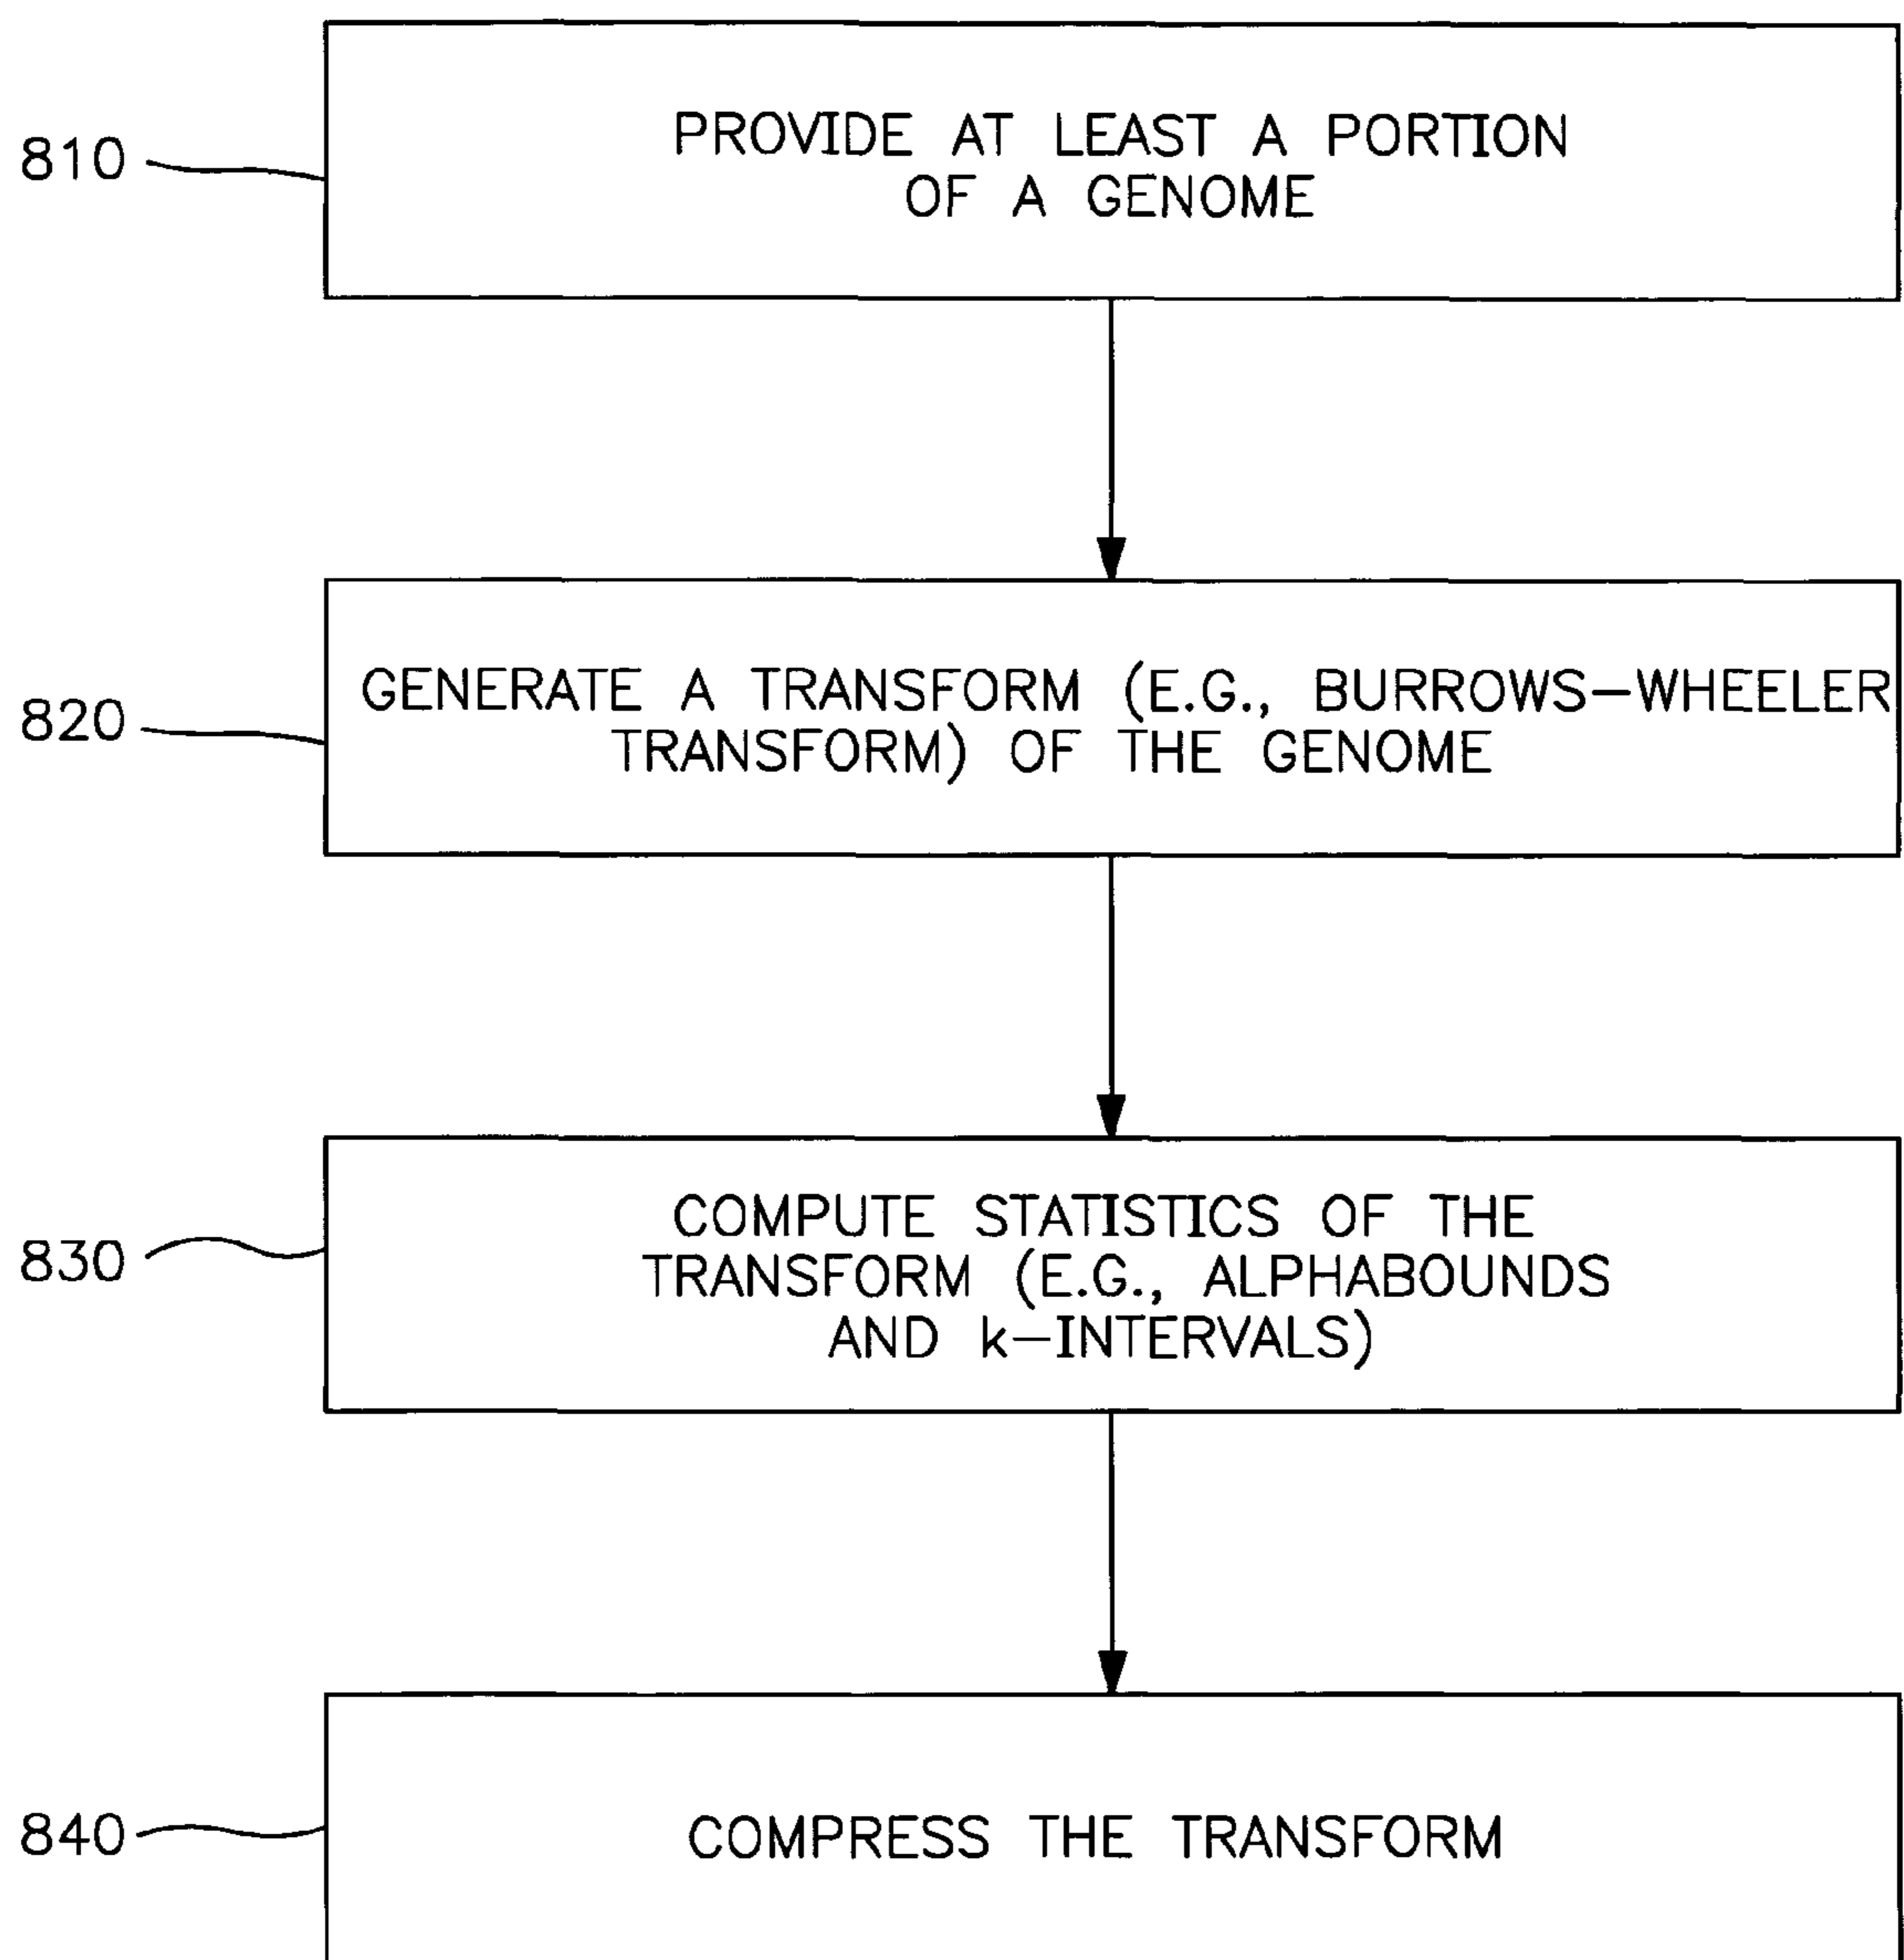 810
PROVIDE AT LEAST A PORTION
OF A GENOME
820
GENERATE A TRANSFORM (E.G., BURROWS-WHEELER
TRANSFORM) OF THE GENOME
830
COMPUTE STATISTICS OF THE
TRANSFORM (E.G., ALPHABOUNDS
AND k-INTERVALS)
840
COMPRESS THE TRANSFORM